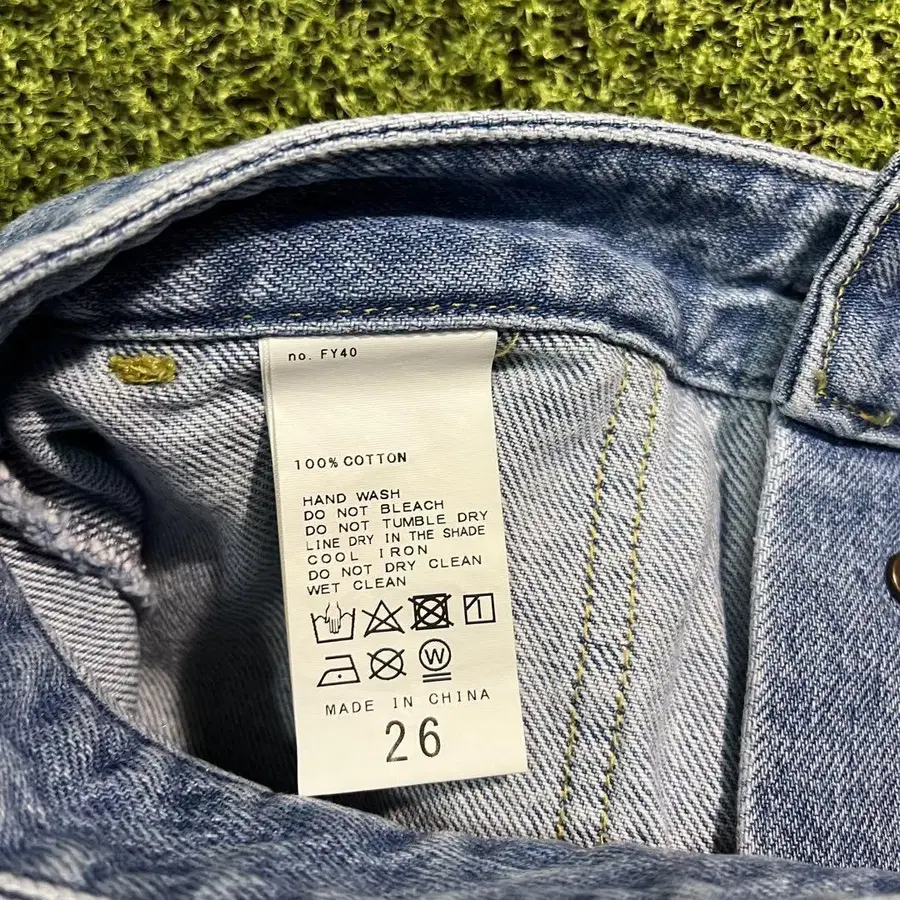 no. FY40
100% COTTON
HAND WASH
DO NOT BLEACH
DO NOT TUMBLE DRY
LINE DRY IN THE SHADE
COOL IRON
DO NOT DRY CLEAN
WET CLEAN
W
MADE IN CHINA
26